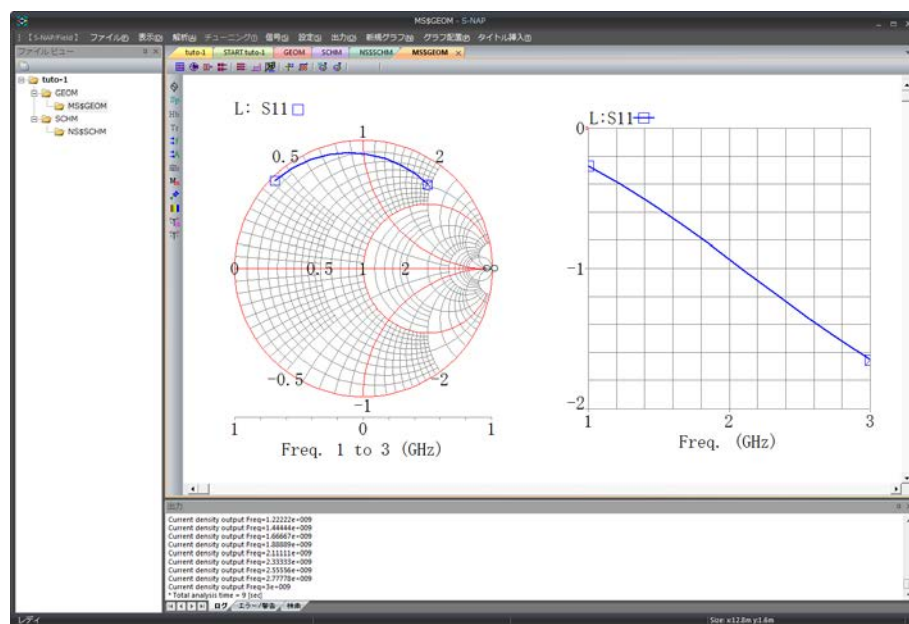 MS$GEOM - S-NAP
【S-NAP/Field】 ファイル(F) 表示(D) 解析(A) チューニング(T) 信号(S) 設定(S) 出力(O) 新規グラフ(N) グラフ配置(R) タイトル挿入(I)
ファイル ビュー
tuto-1 START tuto-1 GEOM SCHM NS$SCHM MS$GEOM
tuto-1
GEOM
MS$GEOM
SCHM
NS$SCHM
L: S11
1
0.5 2
0 0.5 1 2 ∞
-0.5 -2
-1
1 0 1
Freq. 1 to 3 (GHz)
L:S11
0
-1
-2
1 2 3
Freq. (GHz)
出力
Current density output Freq=1.22222e+009
Current density output Freq=1.44444e+009
Current density output Freq=1.66667e+009
Current density output Freq=1.88889e+009
Current density output Freq=2.11111e+009
Current density output Freq=2.33333e+009
Current density output Freq=2.55556e+009
Current density output Freq=2.77778e+009
Current density output Freq=3e+009
* Total analysis time = 9 [sec]
ログ エラー/警告 検索
レディ
Size: x12.8m y1.6m